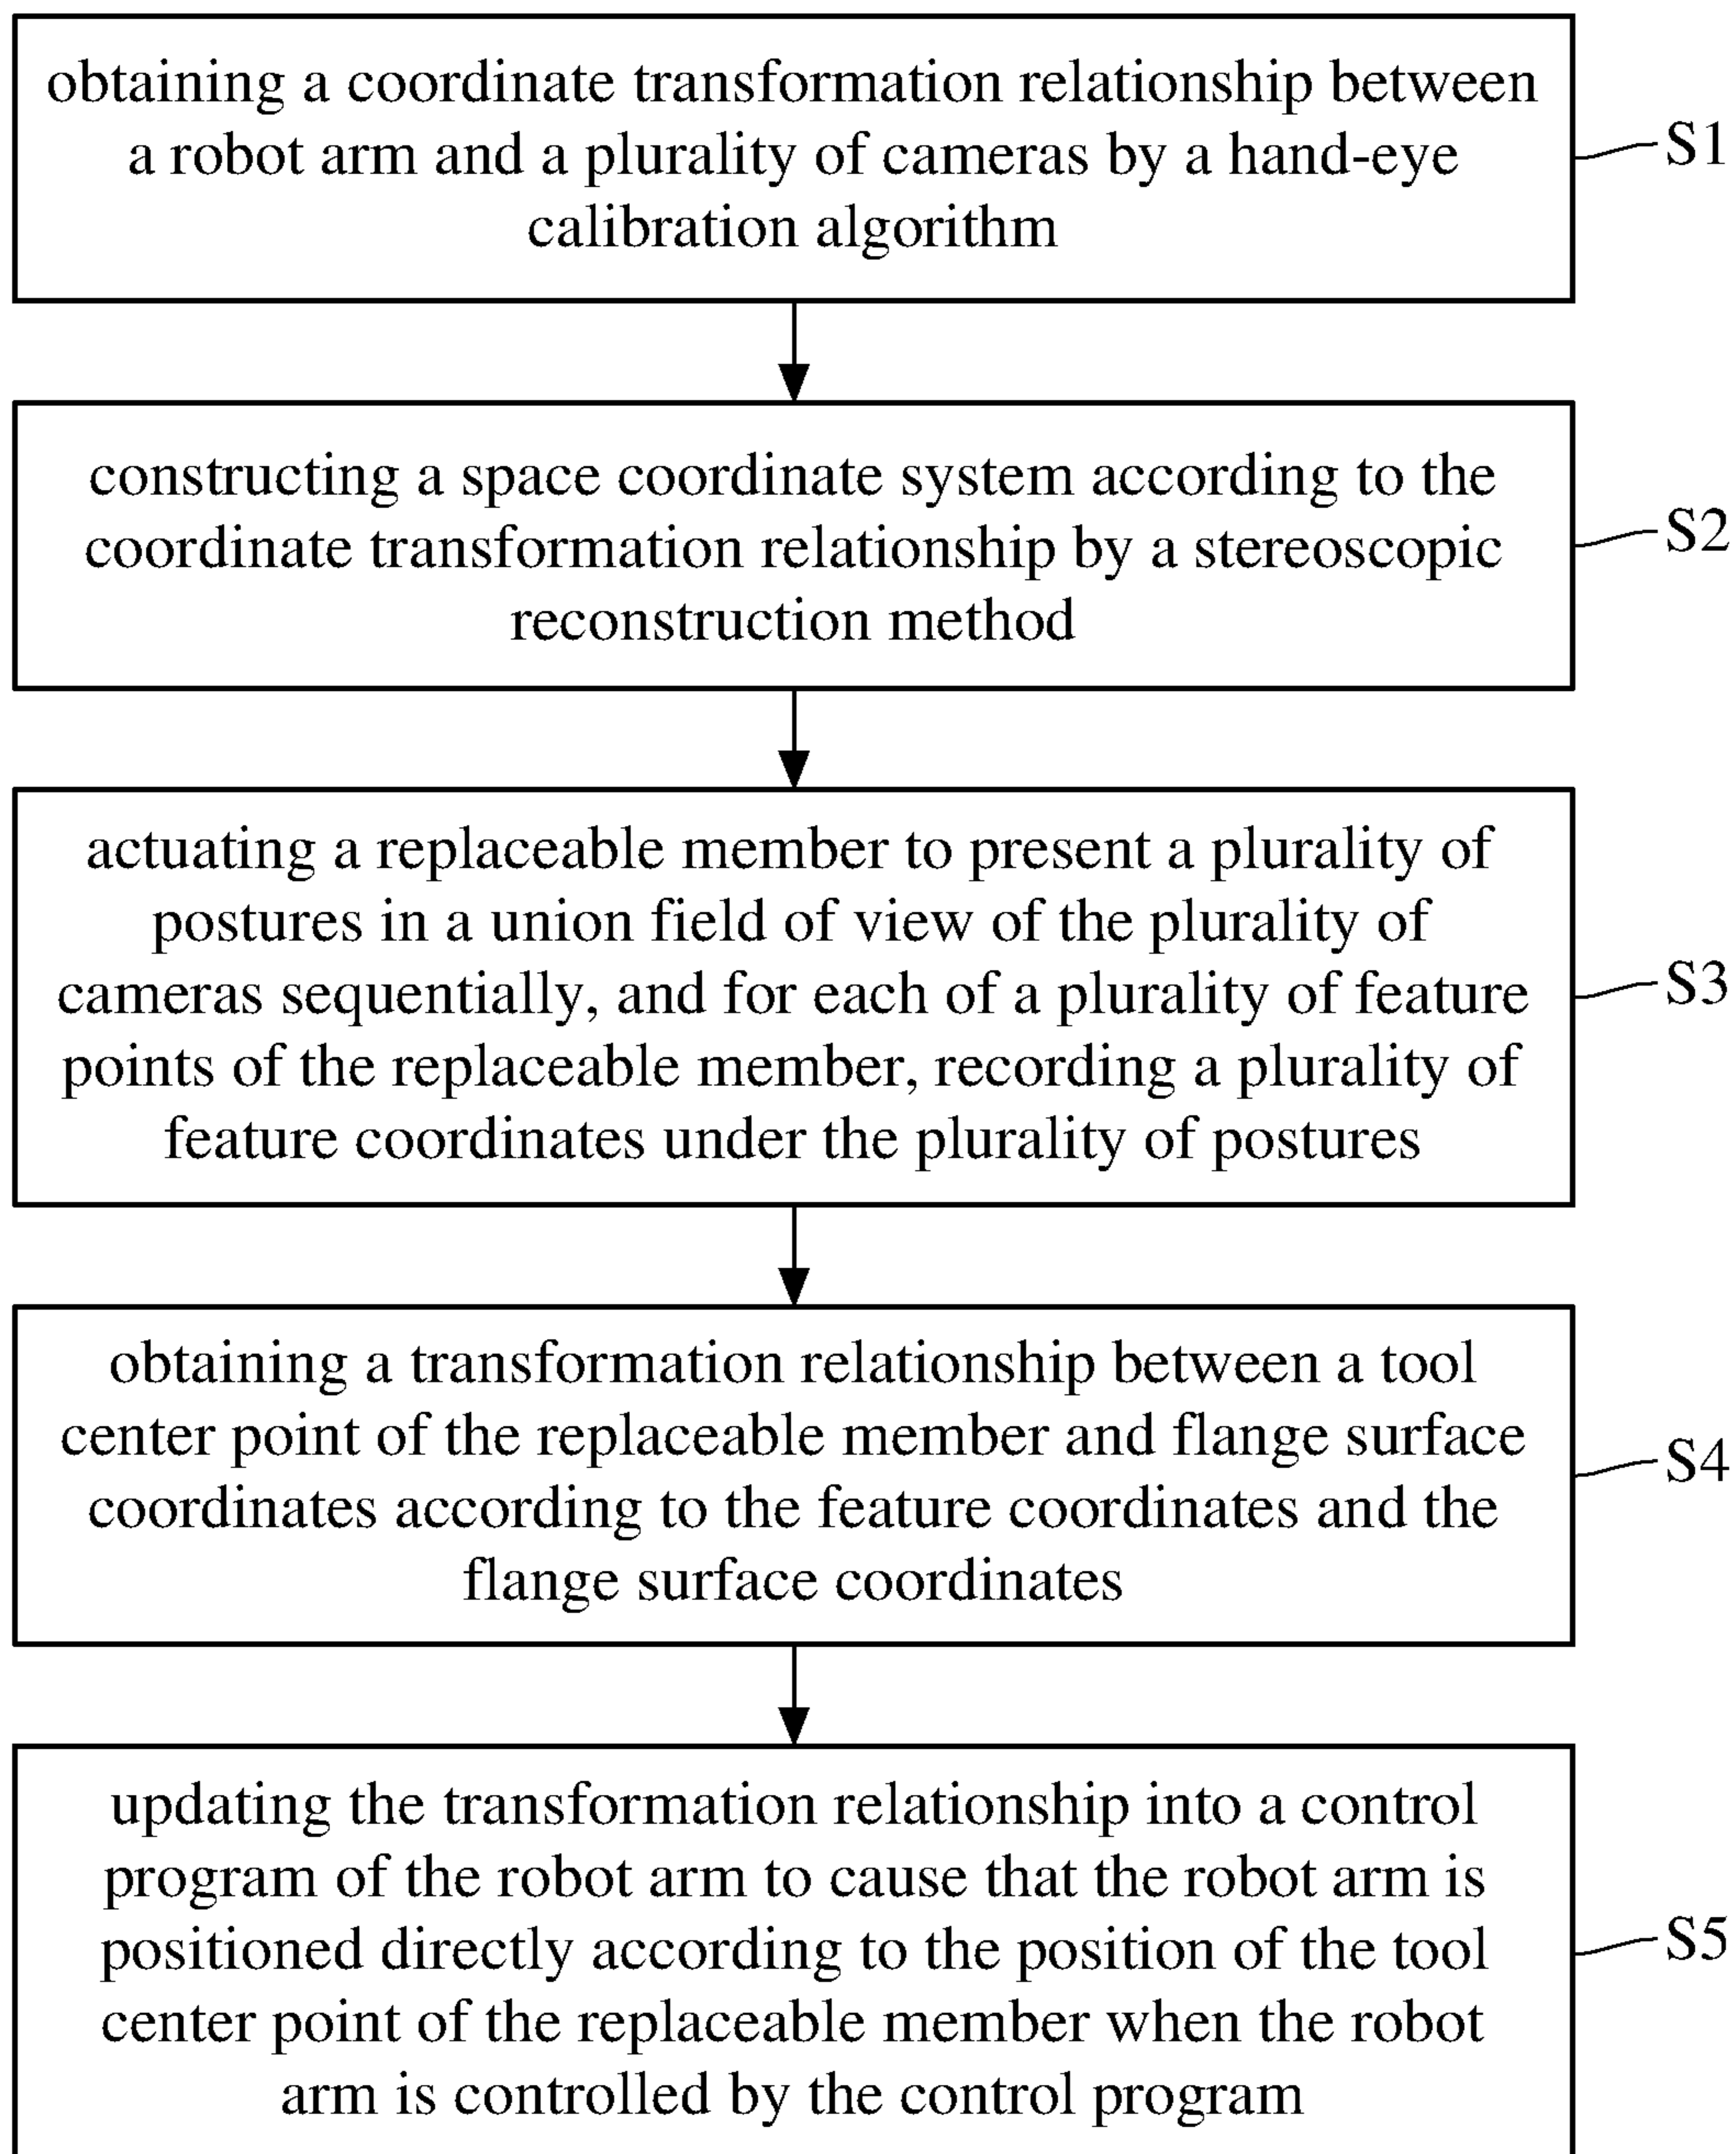 obtaining a coordinate transformation relationship between
a robot arm and a plurality of cameras by a hand-eye
calibration algorithm
S1
constructing a space coordinate system according to the
coordinate transformation relationship by a stereoscopic
reconstruction method
S2
actuating a replaceable member to present a plurality of
postures in a union field of view of the plurality of
cameras sequentially, and for each of a plurality of feature
points of the replaceable member, recording a plurality of
feature coordinates under the plurality of postures
S3
obtaining a transformation relationship between a tool
center point of the replaceable member and flange surface
coordinates according to the feature coordinates and the
flange surface coordinates
S4
updating the transformation relationship into a control
program of the robot arm to cause that the robot arm is
positioned directly according to the position of the tool
center point of the replaceable member when the robot
arm is controlled by the control program
S5